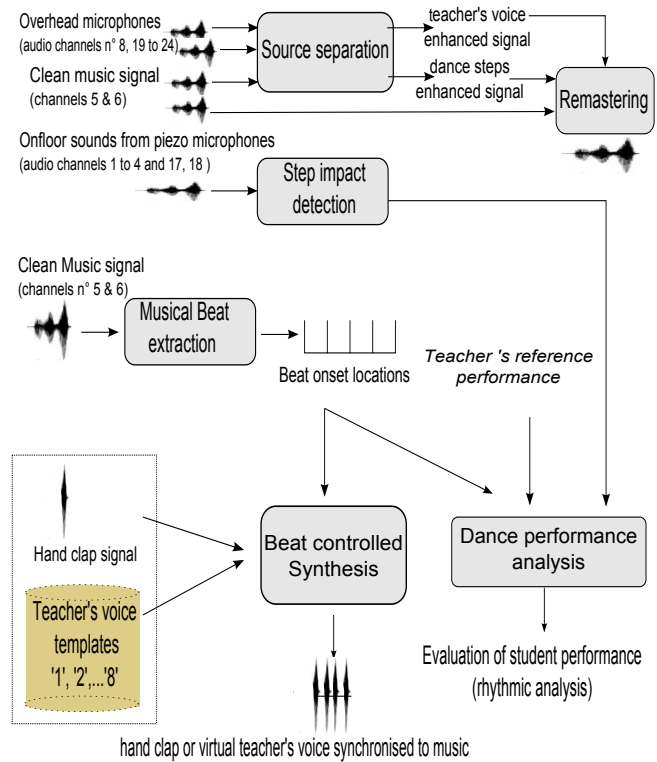 Overhead microphones
(audio channels n° 8, 19 to 24)
Clean music signal
(channels 5 & 6)
Source separation
teacher's voice
enhanced signal
dance steps
enhanced signal
Remastering
Onfloor sounds from piezo microphones
(audio channels 1 to 4 and 17, 18 )
Step impact
detection
Clean Music signal
(channels n° 5 & 6)
Musical Beat
extraction
Beat onset locations
Teacher 's reference
performance
Hand clap signal
Teacher's voice
templates
'1', '2',...'8'
Beat controlled
Synthesis
Dance performance
analysis
Evaluation of student performance
(rhythmic analysis)
hand clap or virtual teacher's voice synchronised to music